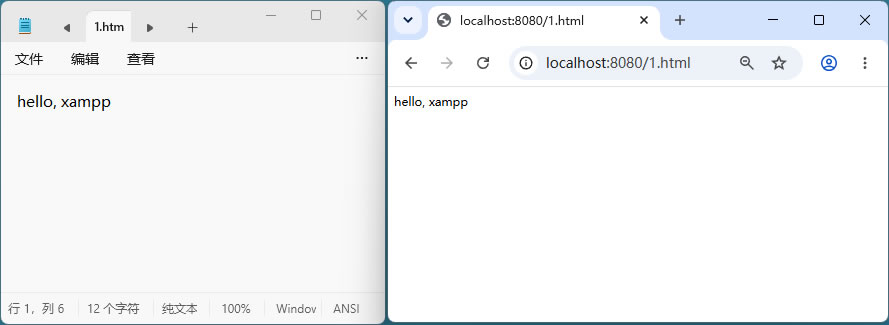 1.htm
文件 编辑 查看
hello, xampp
行 1，列 6 12 个字符 纯文本 100% Window ANSI
localhost:8080/1.html
localhost:8080/1.html
hello, xampp